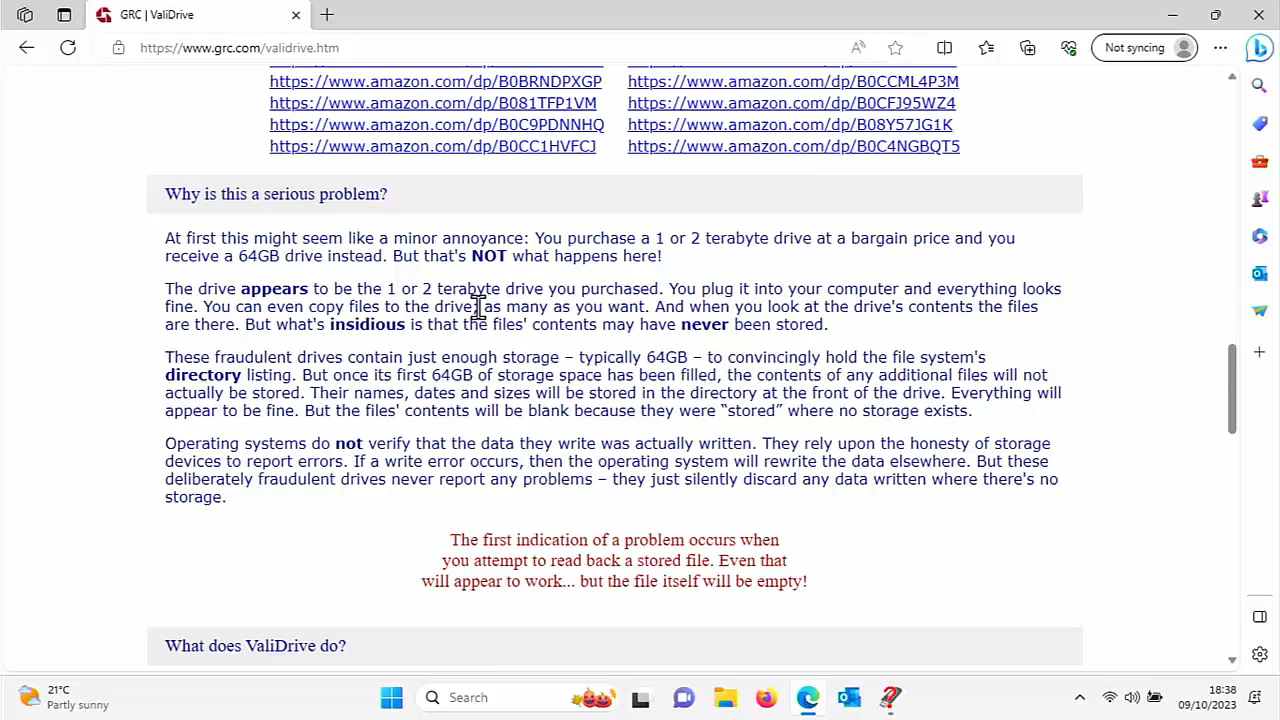 GRC | ValiDrive
https://www.grc.com/validrive.htm
Not syncing
https://www.amazon.com/dp/B0BRNDPXGP https://www.amazon.com/dp/B0CCML4P3M
https://www.amazon.com/dp/B081TFP1VM https://www.amazon.com/dp/B0CFJ95WZ4
https://www.amazon.com/dp/B0C9PDNNHQ https://www.amazon.com/dp/B08Y57JG1K
https://www.amazon.com/dp/B0CC1HVFCJ https://www.amazon.com/dp/B0C4NGBQT5
Why is this a serious problem?
At first this might seem like a minor annoyance: You purchase a 1 or 2 terabyte drive at a bargain price and you
receive a 64GB drive instead. But that's NOT what happens here!
The drive appears to be the 1 or 2 terabyte drive you purchased. You plug it into your computer and everything looks
fine. You can even copy files to the drive, as many as you want. And when you look at the drive's contents the files
are there. But what's insidious is that the files' contents may have never been stored.
These fraudulent drives contain just enough storage – typically 64GB – to convincingly hold the file system's
directory listing. But once its first 64GB of storage space has been filled, the contents of any additional files will not
actually be stored. Their names, dates and sizes will be stored in the directory at the front of the drive. Everything will
appear to be fine. But the files' contents will be blank because they were “stored” where no storage exists.
Operating systems do not verify that the data they write was actually written. They rely upon the honesty of storage
devices to report errors. If a write error occurs, then the operating system will rewrite the data elsewhere. But these
deliberately fraudulent drives never report any problems – they just silently discard any data written where there's no
storage.
The first indication of a problem occurs when
you attempt to read back a stored file. Even that
will appear to work... but the file itself will be empty!
What does ValiDrive do?
21°C
Partly sunny
Search
18:38
09/10/2023